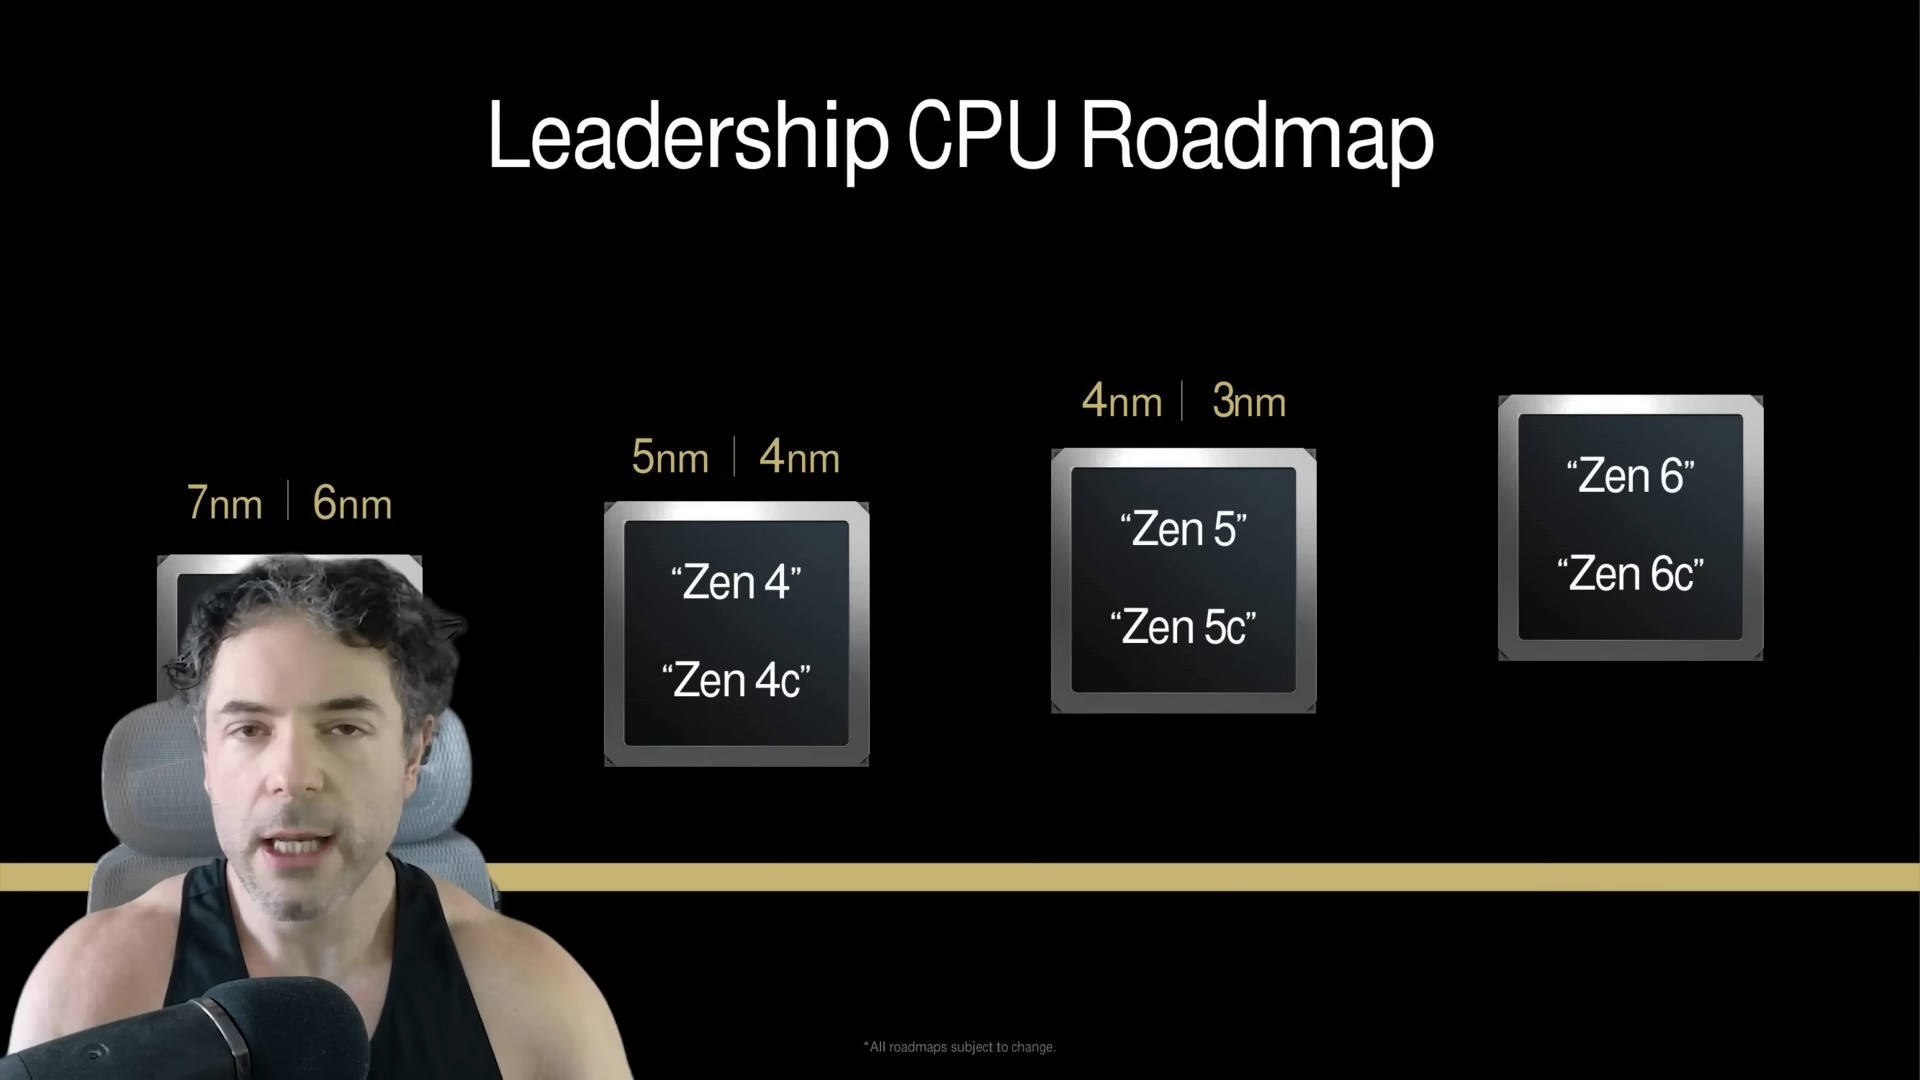 Leadership CPU Roadmap
7nm | 6nm
5nm | 4nm
“Zen 4”
“Zen 4c”
4nm | 3nm
“Zen 5”
“Zen 5c”
“Zen 6”
“Zen 6c”
*All roadmaps subject to change.